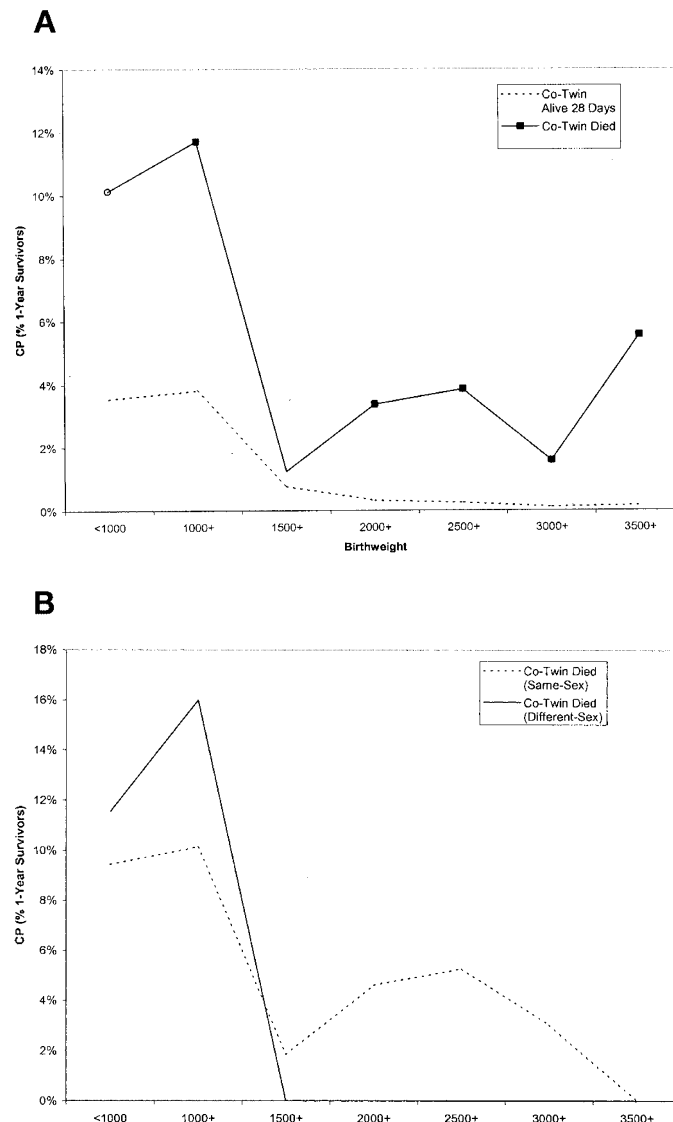 A
14%
Co-Twin
Alive 28 Days
Co-Twin Died
12%
10%
8%
6%
4%
2%
0%
CP (% 1-Year Survivors)
<1000 1000+ 1500+ 2000+ 2500+ 3000+ 3500+
Birthweight
B
18%
Co-Twin Died
(Same-Sex)
Co-Twin Died
(Different-Sex)
16%
14%
12%
10%
8%
6%
4%
2%
0%
CP (% 1-Year Survivors)
<1000 1000+ 1500+ 2000+ 2500+ 3000+ 3500+